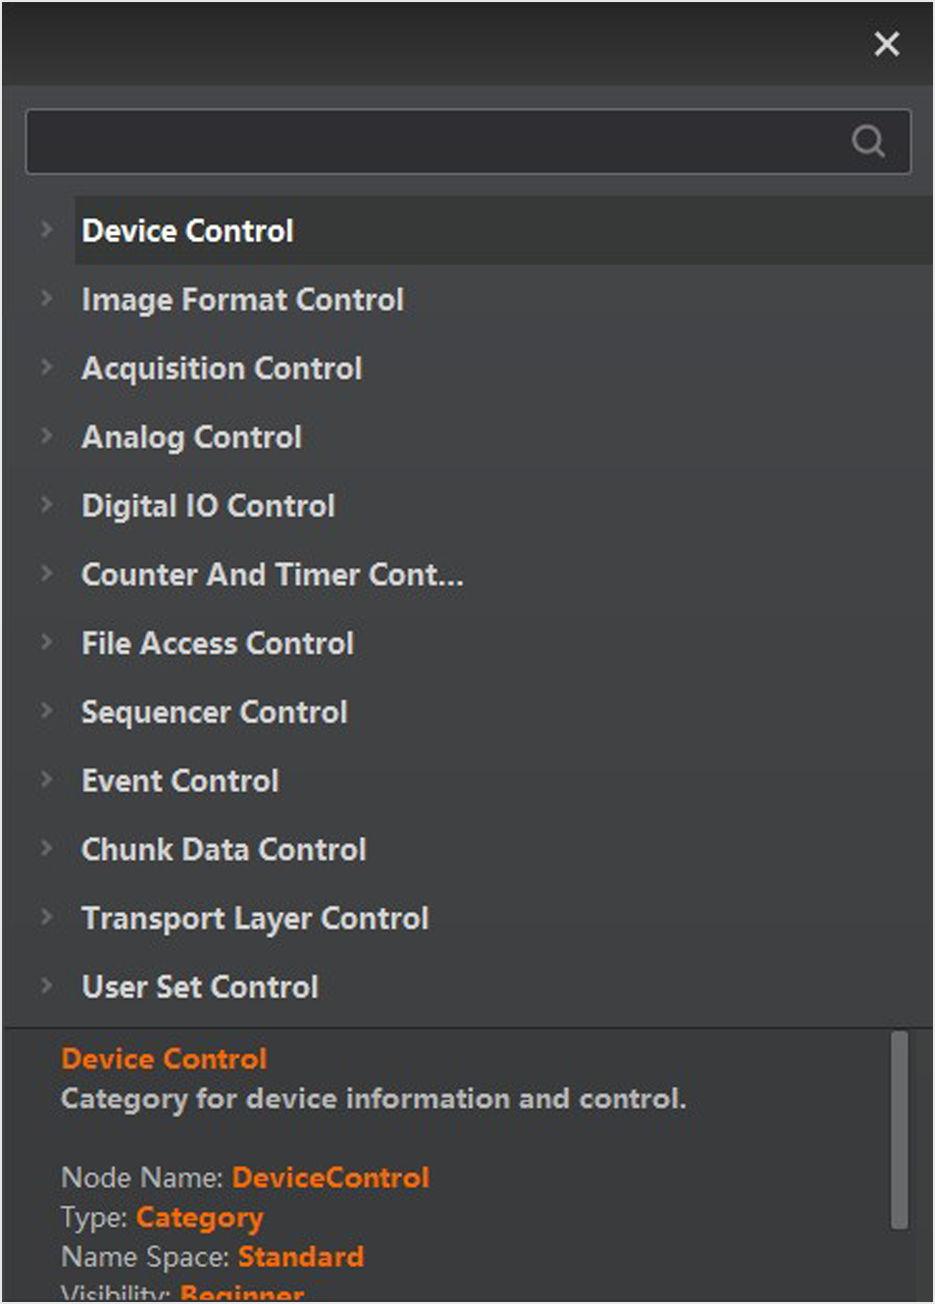 Device Control
Image Format Control
Acquisition Control
Analog Control
Digital IO Control
Counter And Timer Cont...
File Access Control
Sequencer Control
Event Control
Chunk Data Control
Transport Layer Control
User Set Control
Device Control
Category for device information and control.
Node Name: DeviceControl
Type: Category
Name Space: Standard
Visibility: Beginner